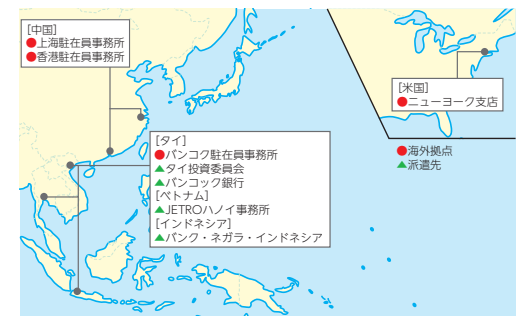 [中国]
●上海駐在員事務所
●香港駐在員事務所
[米国]
●ニューヨーク支店
●海外拠点
▲派遣先
[タイ]
●バンコク駐在員事務所
▲タイ投資委員会
▲バンコック銀行
[ベトナム]
▲JETROハノイ事務所
[インドネシア]
▲バンク・ネガラ・インドネシア